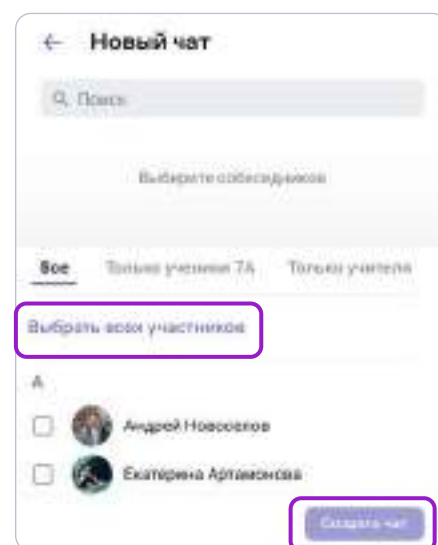 Новый чат
Поиск
Выберите собеседников
Все Только ученики 7А Только учителя
Выбрать всех участников
А
Андрей Новоселов
Екатерина Артамонова
Создать чат